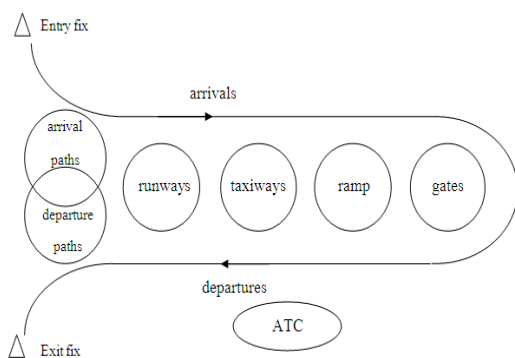 Entry fix
arrivals
arrival
paths
runways
taxiways
ramp
gates
departure
paths
departures
ATC
Exit fix